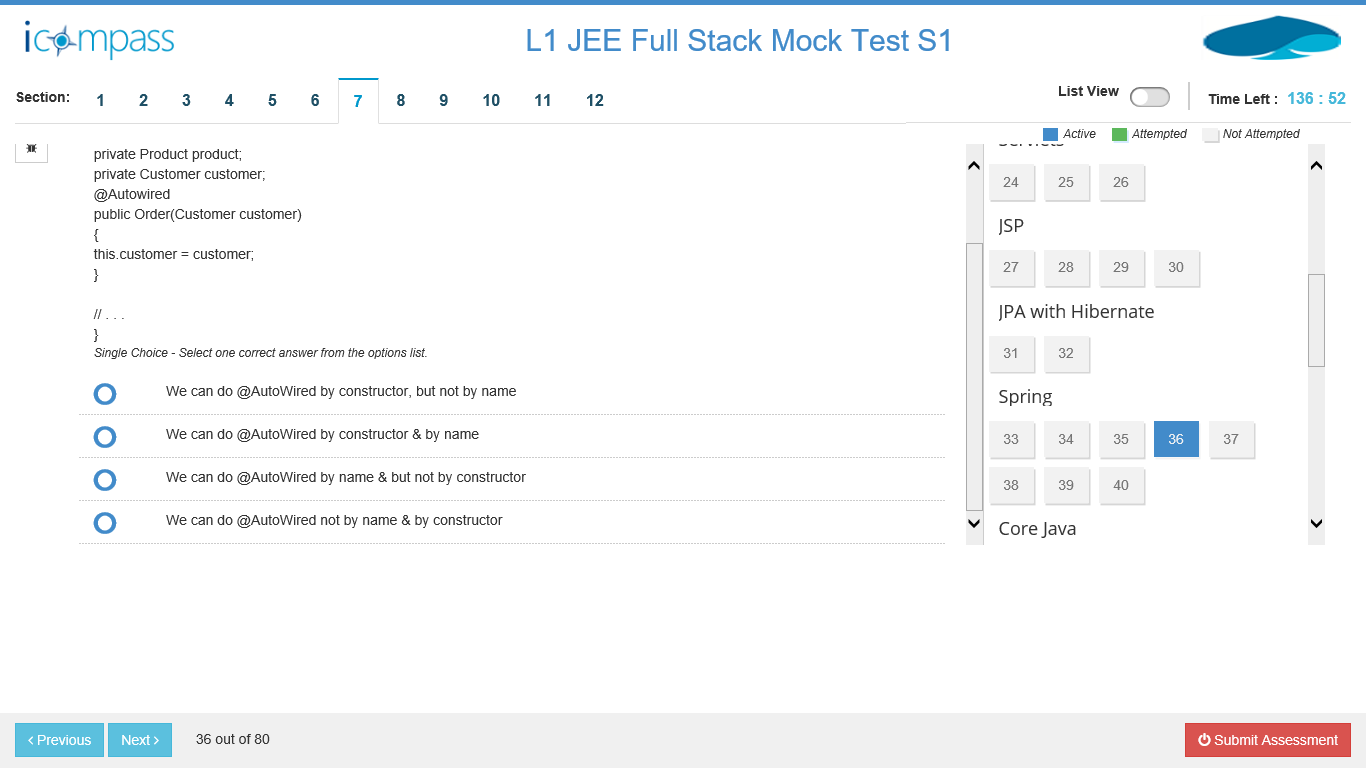 icompass
L1 JEE Full Stack Mock Test S1
Section: 1 2 3 4 5 6 7 8 9 10 11 12
List View
Time Left : 136 : 52
Active Attempted Not Attempted
private Product product;
private Customer customer;
@Autowired
public Order(Customer customer)
{
this.customer = customer;
}
// . . .
}
Single Choice - Select one correct answer from the options list.
We can do @AutoWired by constructor, but not by name
We can do @AutoWired by constructor & by name
We can do @AutoWired by name & but not by constructor
We can do @AutoWired not by name & by constructor
Servlets
24 25 26
JSP
27 28 29 30
JPA with Hibernate
31 32
Spring
33 34 35 36 37
38 39 40
Core Java
‹ Previous
Next ›
36 out of 80
Submit Assessment